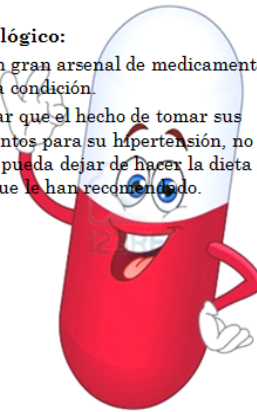 lógico:
n gran arsenal de medicament
a condición.
ar que el hecho de tomar sus
ntos para su hipertensión, no
pueda dejar de hacer la dieta
que le han recomendado.